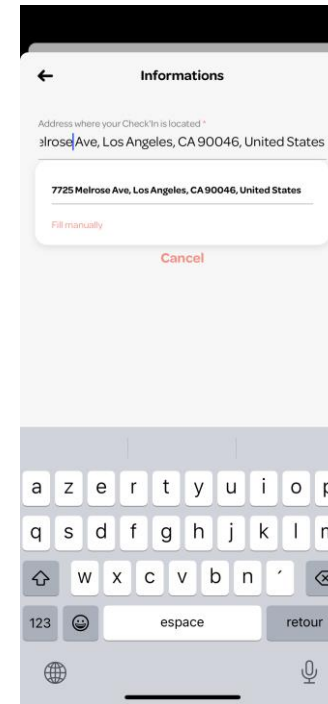 Informations
Address where your Check'In is located *
elrose Ave, Los Angeles, CA 90046, United States
7725 Melrose Ave, Los Angeles, CA 90046, United States
Fill manually
Cancel
a z e r t y u i o p
q s d f g h j k l m
w x c v b n ´
123 espace retour